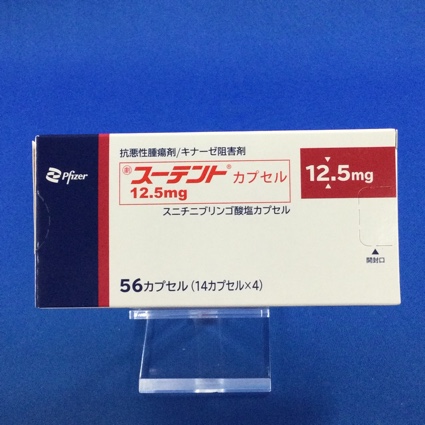 抗悪性腫瘍剤/キナーゼ阻害剤
Pfizer
劇 スーテント® カプセル
12.5mg
12.5mg
スニチニブリンゴ酸塩カプセル
56カプセル (14カプセル×4)
開封口